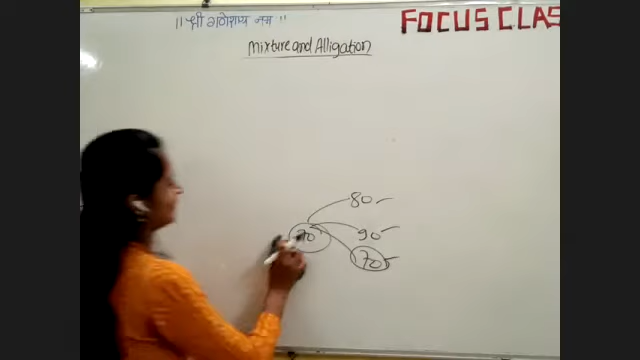 || श्री गणेशाय नमः ||
FOCUS CLAS
Mixture and Alligation
80/-
90/-
70/-